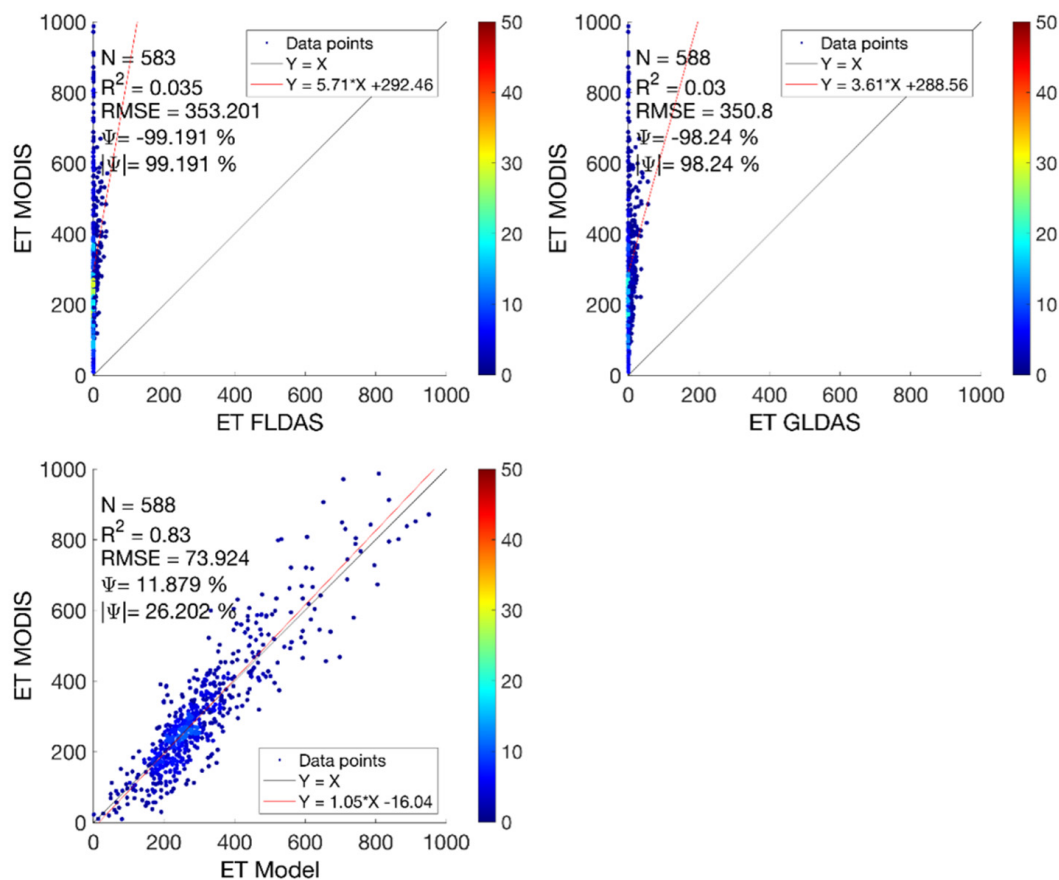 1000
800
600
400
200
0
ET MODIS
N = 583
R² = 0.035
RMSE = 353.201
Ψ= -99.191 %
|Ψ|= 99.191 %
Data points
Y = X
Y = 5.71*X +292.46
0 200 400 600 800 1000
ET FLDAS
50
40
30
20
10
0
1000
800
600
400
200
0
ET MODIS
N = 588
R² = 0.03
RMSE = 350.8
Ψ= -98.24 %
|Ψ|= 98.24 %
Data points
Y = X
Y = 3.61*X +288.56
0 200 400 600 800 1000
ET GLDAS
50
40
30
20
10
0
1000
800
600
400
200
0
ET MODIS
N = 588
R² = 0.83
RMSE = 73.924
Ψ= 11.879 %
|Ψ|= 26.202 %
Data points
Y = X
Y = 1.05*X -16.04
0 200 400 600 800 1000
ET Model
50
40
30
20
10
0